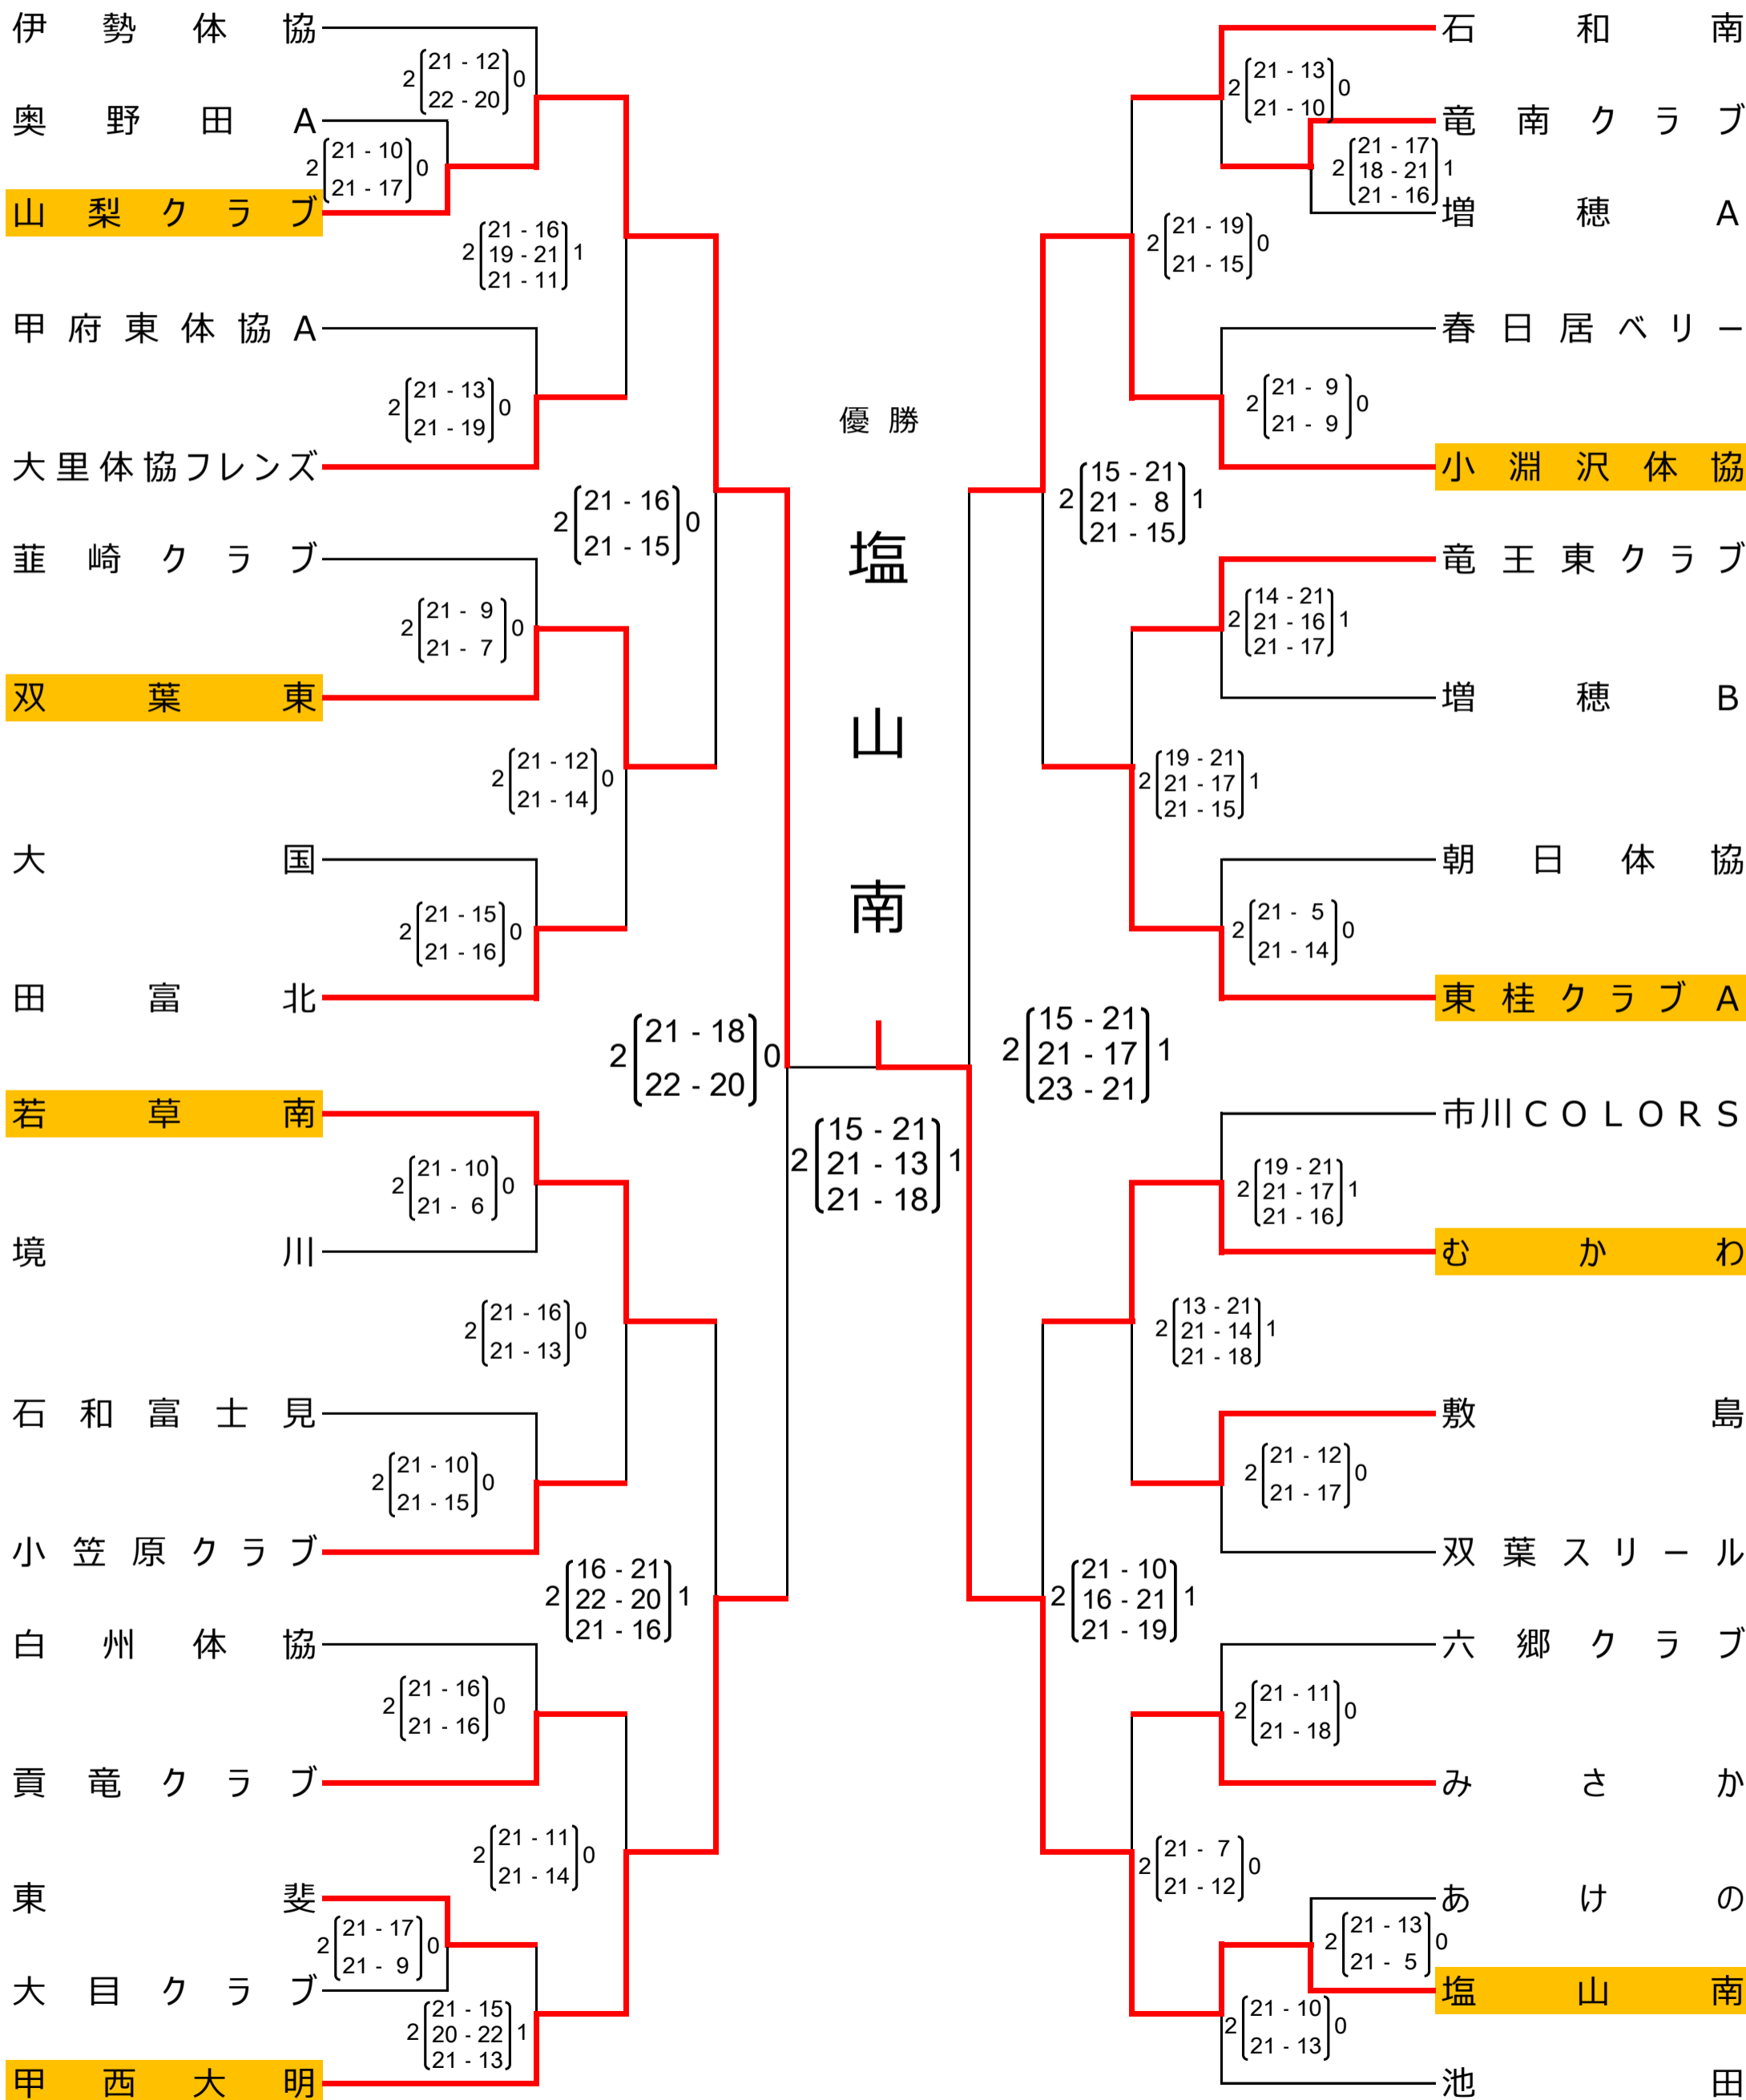 伊勢体協
2 21 - 12 0
22 - 20
奥野田A
2 21 - 10 0
21 - 17
山梨クラブ
2 21 - 16 1
19 - 21
21 - 11
甲府東体協A
2 21 - 13 0
21 - 19
大里体協フレンズ
2 21 - 16 0
21 - 15
韮崎クラブ
2 21 - 9 0
21 - 7
双葉東
2 21 - 12 0
21 - 14
大国
2 21 - 15 0
21 - 16
田富北
2 21 - 18 0
22 - 20
若草南
2 21 - 10 0
21 - 6
境川
2 21 - 16 0
21 - 13
石和富士見
2 21 - 10 0
21 - 15
小笠原クラブ
2 16 - 21 1
22 - 20
21 - 16
白州体協
2 21 - 16 0
21 - 16
貢竜クラブ
2 21 - 11 0
21 - 14
東斐
2 21 - 17 0
21 - 9
大目クラブ
2 21 - 15 1
20 - 22
21 - 13
甲西大明
優勝
塩山南
2 15 - 21 1
21 - 13
21 - 18
石和南
2 21 - 13 0
21 - 10
竜南クラブ
2 21 - 17 1
18 - 21
21 - 16
増穂A
2 21 - 19 0
21 - 15
春日居ベリー
2 21 - 9 0
21 - 9
小淵沢体協
2 15 - 21 1
21 - 8
21 - 15
竜王東クラブ
2 14 - 21 1
21 - 16
21 - 17
増穂B
2 19 - 21 1
21 - 17
21 - 15
朝日体協
2 21 - 5 0
21 - 14
東桂クラブA
2 15 - 21 1
21 - 17
23 - 21
市川COLORS
2 19 - 21 1
21 - 17
21 - 16
むかわ
2 13 - 21 1
21 - 14
21 - 18
敷島
2 21 - 12 0
21 - 17
双葉スリール
2 21 - 10 1
16 - 21
21 - 19
六郷クラブ
2 21 - 11 0
21 - 18
みさか
2 21 - 7 0
21 - 12
あけの
2 21 - 13 0
21 - 5
塩山南
2 21 - 10 0
21 - 13
池田